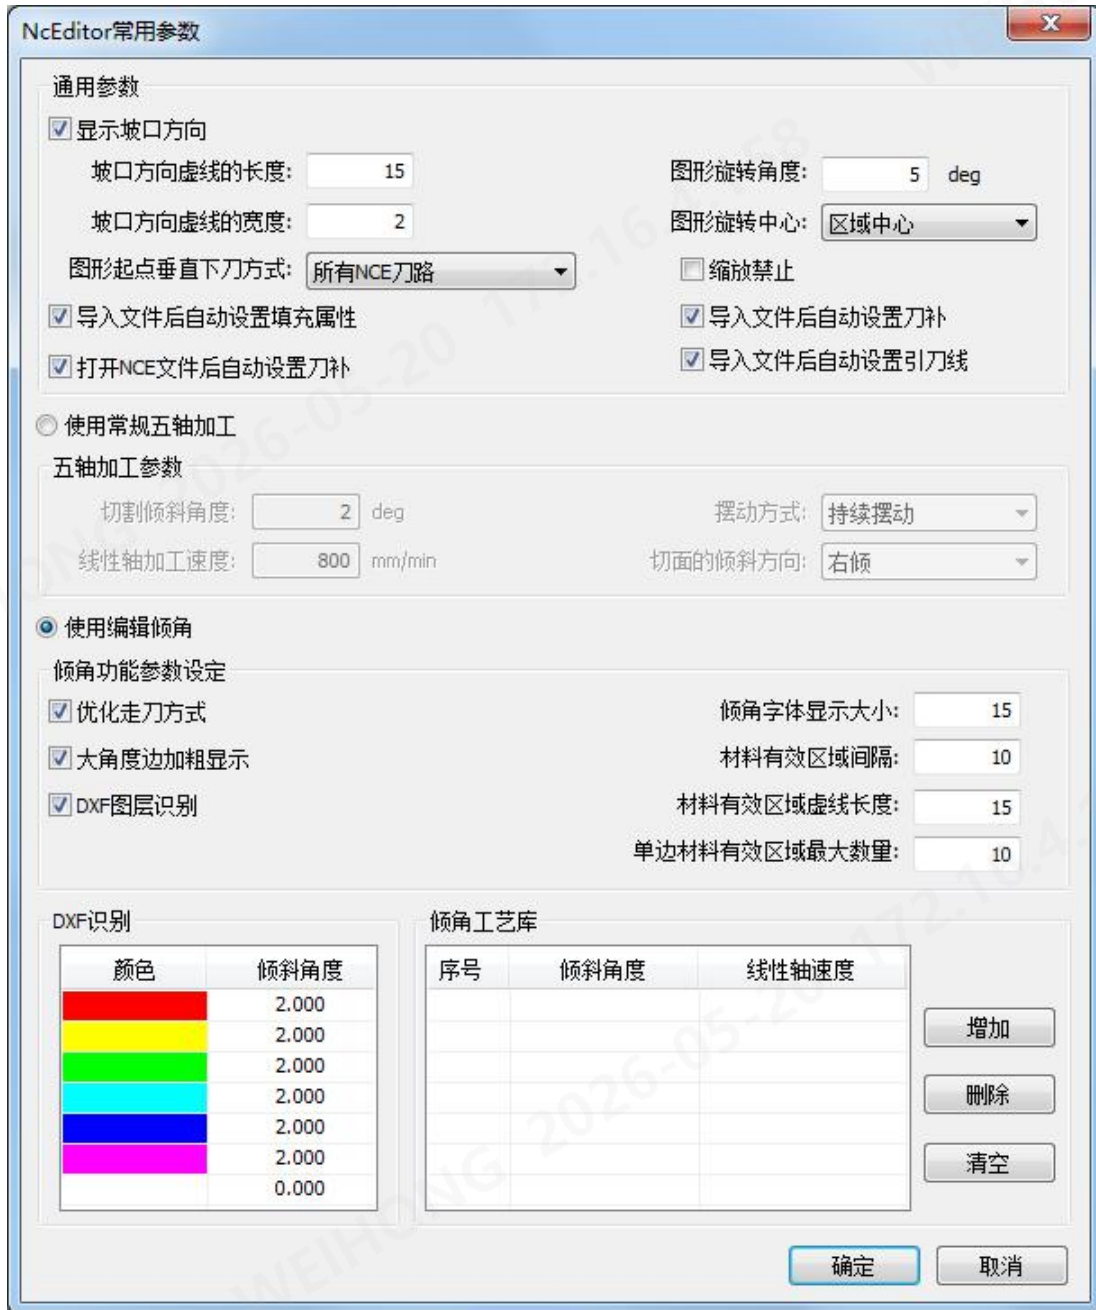 NcEditor常用参数
通用参数
显示坡口方向
坡口方向虚线的长度: 15 图形旋转角度: 5 deg
坡口方向虚线的宽度: 2 图形旋转中心: 区域中心
图形起点垂直下刀方式: 所有NCE刀路 缩放禁止
导入文件后自动设置填充属性 导入文件后自动设置刀补
打开NCE文件后自动设置刀补 导入文件后自动设置引刀线
使用常规五轴加工
五轴加工参数
切割倾斜角度: 2 deg 摆动方式: 持续摆动
线性轴加工速度: 800 mm/min 切面的倾斜方向: 右倾
使用编辑倾角
倾角功能参数设定
优化走刀方式 倾角字体显示大小: 15
大角度边加粗显示 材料有效区域间隔: 10
DXF图层识别 材料有效区域虚线长度: 15
单边材料有效区域最大数量: 10
DXF识别 倾角工艺库
颜色 倾斜角度 序号 倾斜角度 线性轴速度
2.000
2.000 增加
2.000
2.000 删除
2.000
2.000 清空
0.000
确定 取消
WEIHONG 2026-05-20 172.16.4.